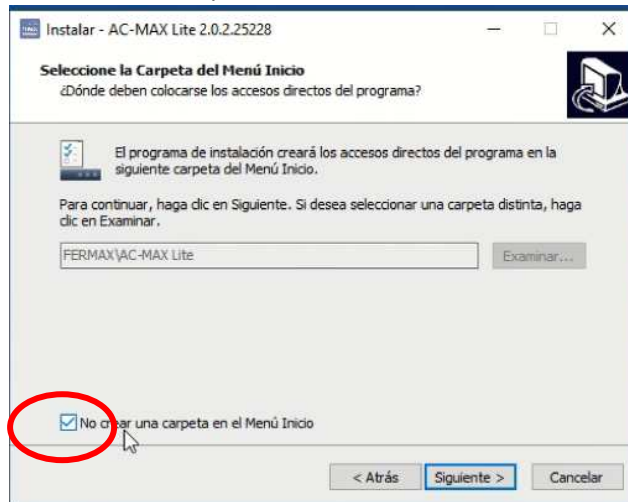 Instalar - AC-MAX Lite 2.0.2.25228
Seleccione la Carpeta del Menú Inicio
¿Dónde deben colocarse los accesos directos del programa?
El programa de instalación creará los accesos directos del programa en la
siguiente carpeta del Menú Inicio.
Para continuar, haga clic en Siguiente. Si desea seleccionar una carpeta distinta, haga
clic en Examinar.
FERMAX\AC-MAX Lite
Examinar...
No crear una carpeta en el Menú Inicio
< Atrás
Siguiente >
Cancelar